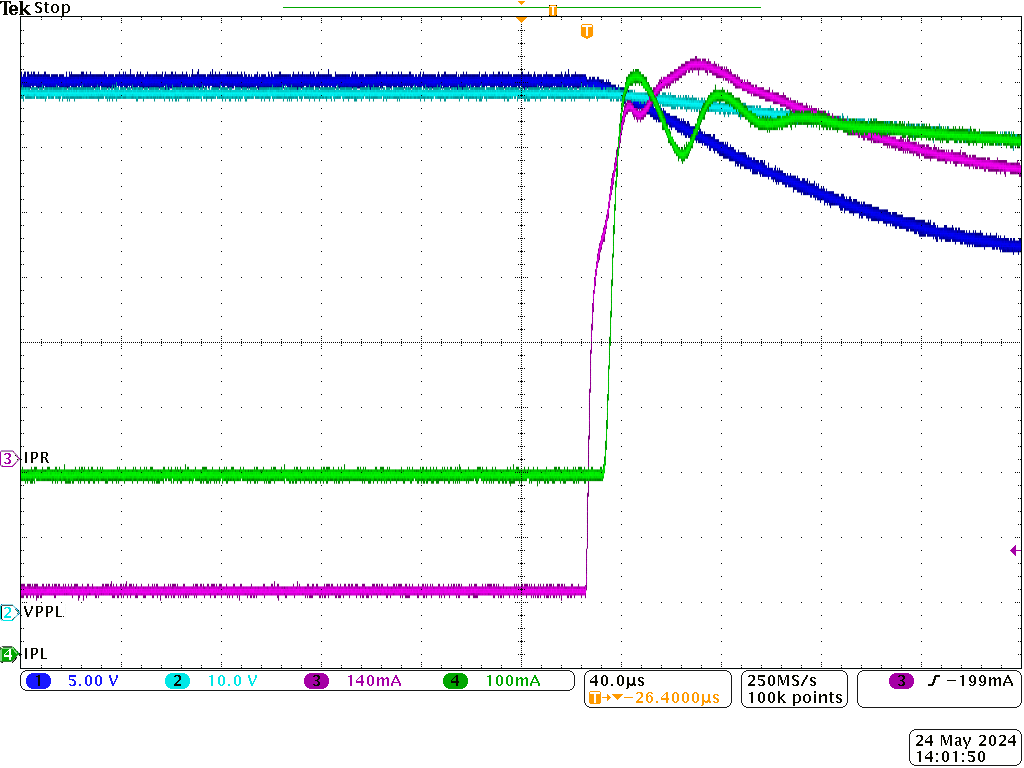 Tek Stop
T
T
3 IPR
2 VPPL
4 IPL
1 5.00 V 2 10.0 V 3 140mA 4 100mA
40.0µs
T→▼−26.4000µs
250MS/s
100k points
3 ∫ −199mA
24 May 2024
14:01:50